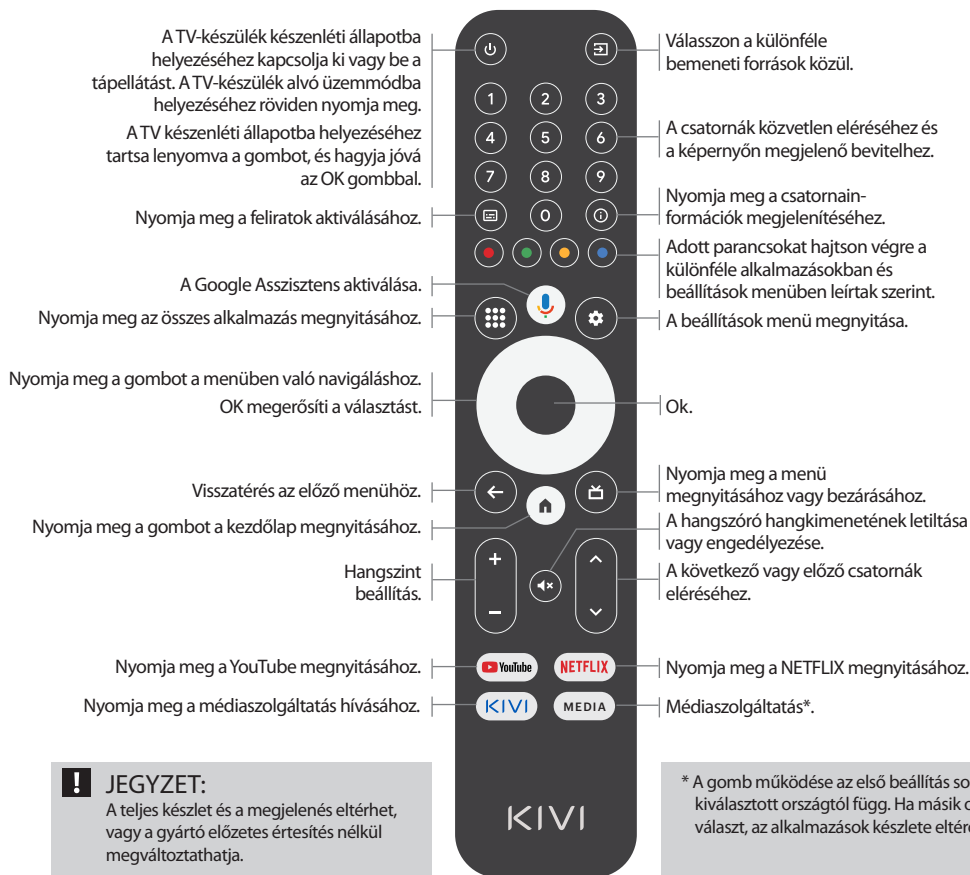 A TV-készülék készenléti állapotba
helyezéséhez kapcsolja ki vagy be a
tápellátást. A TV-készülék alvó üzemmódba
helyezéséhez röviden nyomja meg.
A TV készenléti állapotba helyezéséhez
tartsa lenyomva a gombot, és hagyja jóvá
az OK gombbal.
Nyomja meg a feliratok aktiválásához.
A Google Asszisztens aktiválása.
Nyomja meg az összes alkalmazás megnyitásához.
Nyomja meg a gombot a menüben való navigáláshoz.
OK megerősíti a választást.
Visszatérés az előző menühöz.
Nyomja meg a gombot a kezdőlap megnyitásához.
Hangszint
beállítás.
Nyomja meg a YouTube megnyitásához.
Nyomja meg a médiaszolgáltatás hívásához.
1 2 3
4 5 6
7 8 9
0
YouTube NETFLIX
KIVI MEDIA
KIVI
Válasszon a különféle
bemeneti források közül.
A csatornák közvetlen eléréséhez és
a képernyőn megjelenő bevitelhez.
Nyomja meg a csatornain-
formációk megjelenítéséhez.
Adott parancsokat hajtson végre a
különféle alkalmazásokban és
beállítások menüben leírtak szerint.
A beállítások menü megnyitása.
Ok.
Nyomja meg a menü
megnyitásához vagy bezárásához.
A hangszóró hangkimenetének letiltása
vagy engedélyezése.
A következő vagy előző csatornák
eléréséhez.
Nyomja meg a NETFLIX megnyitásához.
Médiaszolgáltatás*.
! JEGYZET:
A teljes készlet és a megjelenés eltérhet,
vagy a gyártó előzetes értesítés nélkül
megváltoztathatja.
* A gomb működése az első beállítás
kiválasztott országtól függ. Ha másik
választ, az alkalmazások készlete